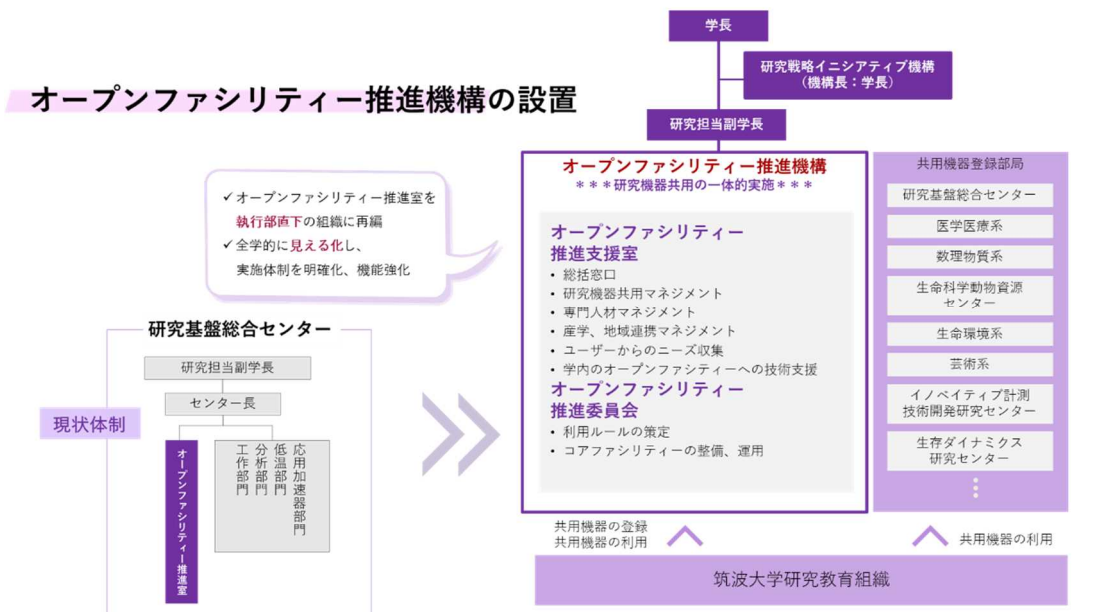 学長
研究戦略イニシアティブ機構
（機構長：学長）
研究担当副学長
オープンファシリティー推進機構の設置
✓ オープンファシリティー推進室を
執行部直下の組織に再編
✓ 全学的に見える化し、
実施体制を明確化、機能強化
研究基盤総合センター
研究担当副学長
センター長
現状体制
オープンファシリティー推進室
工作部門
分析部門
低温部門
応用加速器部門
オープンファシリティー推進機構
＊＊＊研究機器共用の一体的実施＊＊＊
オープンファシリティー
推進支援室
• 総括窓口
• 研究機器共用マネジメント
• 専門人材マネジメント
• 産学、地域連携マネジメント
• ユーザーからのニーズ収集
• 学内のオープンファシティーへの技術支援
オープンファシリティー
推進委員会
• 利用ルールの策定
• コアファシリティーの整備、運用
共用機器登録部局
研究基盤総合センター
医学医療系
数理物質系
生命科学動物資源
センター
生命環境系
芸術系
イノベイティブ計測
技術開発研究センター
生存ダイナミクス
研究センター
共用機器の登録
共用機器の利用
共用機器の利用
筑波大学研究教育組織